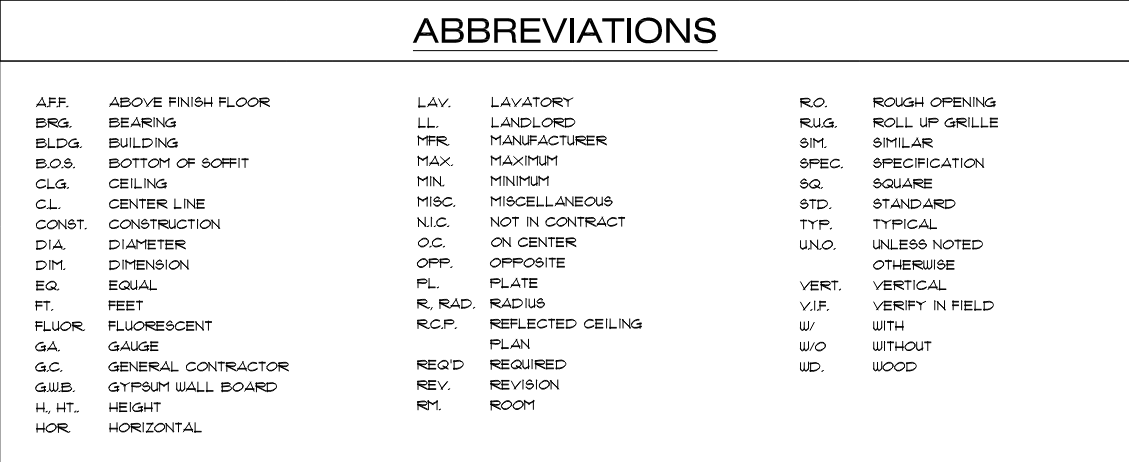 ABBREVIATIONS
A.F.F. ABOVE FINISH FLOOR
BRG. BEARING
BLDG. BUILDING
B.O.S. BOTTOM OF SOFFIT
CLG. CEILING
C.L. CENTER LINE
CONST. CONSTRUCTION
DIA. DIAMETER
DIM. DIMENSION
EQ. EQUAL
FT. FEET
FLUOR. FLUORESCENT
GA. GAUGE
G.C. GENERAL CONTRACTOR
G.W.B. GYPSUM WALL BOARD
H., HT.. HEIGHT
HOR. HORIZONTAL
LAV. LAVATORY
LL. LANDLORD
MFR. MANUFACTURER
MAX. MAXIMUM
MIN. MINIMUM
MISC. MISCELLANEOUS
N.I.C. NOT IN CONTRACT
O.C. ON CENTER
OPP. OPPOSITE
PL. PLATE
R., RAD. RADIUS
R.C.P. REFLECTED CEILING
PLAN
REQ'D REQUIRED
REV. REVISION
RM. ROOM
R.O. ROUGH OPENING
R.U.G. ROLL UP GRILLE
SIM. SIMILAR
SPEC. SPECIFICATION
SQ. SQUARE
STD. STANDARD
TYP. TYPICAL
U.N.O. UNLESS NOTED
OTHERWISE
VERT. VERTICAL
V.I.F. VERIFY IN FIELD
W/ WITH
W/O WITHOUT
WD. WOOD